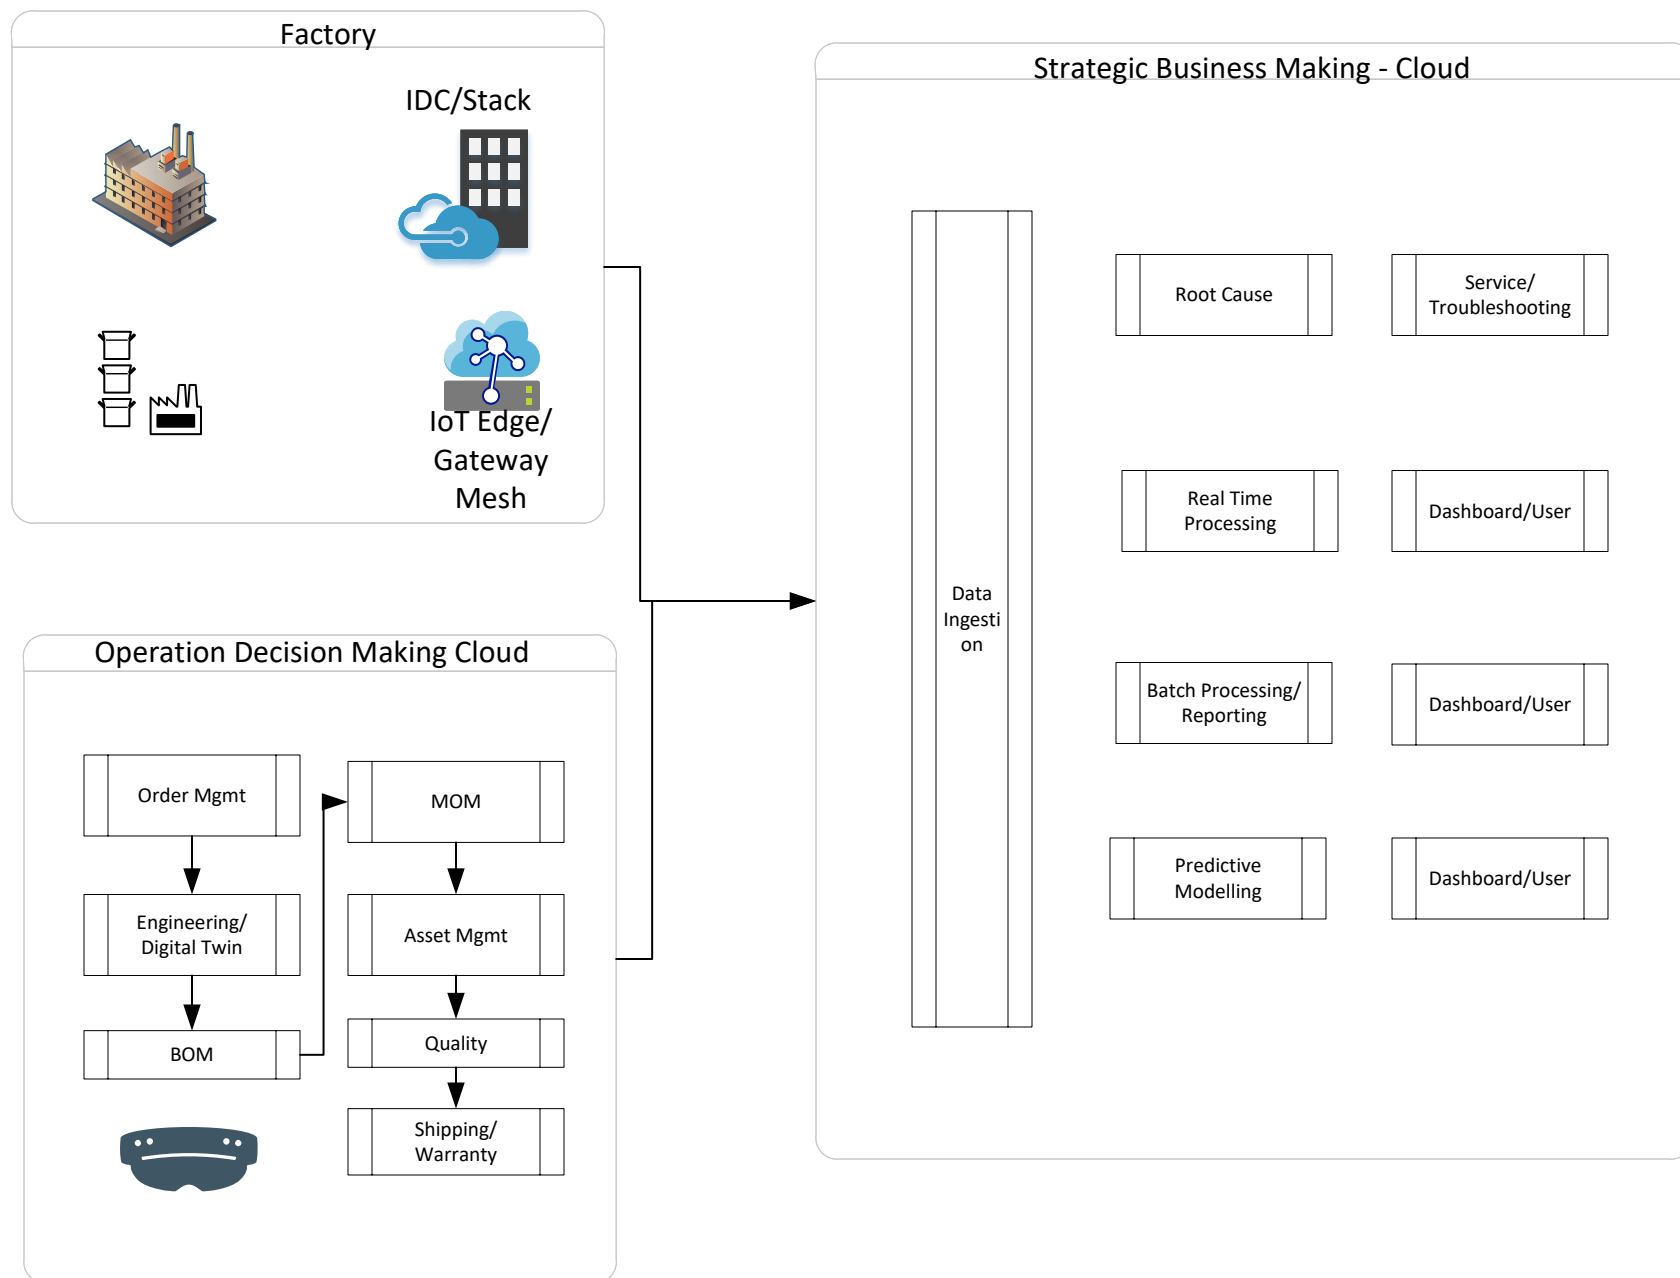 Factory
IDC/Stack
IoT Edge/
Gateway
Mesh
Operation Decision Making Cloud
Order Mgmt
Engineering/
Digital Twin
BOM
MOM
Asset Mgmt
Quality
Shipping/
Warranty
Strategic Business Making - Cloud
Data
Ingesti
on
Root Cause
Service/
Troubleshooting
Real Time
Processing
Dashboard/User
Batch Processing/
Reporting
Dashboard/User
Predictive
Modelling
Dashboard/User